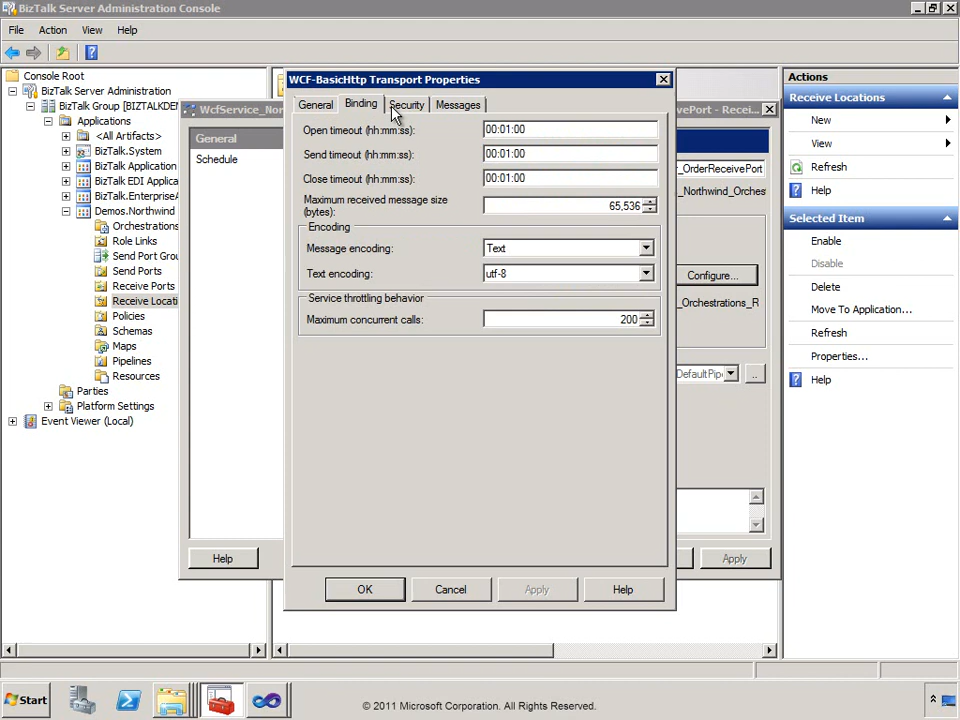 BizTalk Server Administration Console
File Action View Help
Console Root
BizTalk Server Administration
BizTalk Group [BIZTALKDEM
Applications
<All Artifacts>
BizTalk.System
BizTalk Application
BizTalk EDI Applica
BizTalk.EnterpriseA
Demos.Northwind
Orchestrations
Role Links
Send Port Grou
Send Ports
Receive Ports
Receive Locati
Policies
Schemas
Maps
Pipelines
Resources
Parties
Platform Settings
Event Viewer (Local)
WcfService_Nor
vePort - Recei...
General
Schedule
_OrderReceivePort
_Northwind_Orches
Configure...
_Orchestrations_R
DefaultPip
..
Help
Apply
WCF-BasicHttp Transport Properties
General Binding Security Messages
Open timeout (hh:mm:ss): 00:01:00
Send timeout (hh:mm:ss): 00:01:00
Close timeout (hh:mm:ss): 00:01:00
Maximum received message size
(bytes): 65,536
Encoding
Message encoding: Text
Text encoding: utf-8
Service throttling behavior
Maximum concurrent calls: 200
OK Cancel Apply Help
Actions
Receive Locations
New
View
Refresh
Help
Selected Item
Enable
Disable
Delete
Move To Application...
Refresh
Properties...
Help
Start
© 2011 Microsoft Corporation. All Rights Reserved.